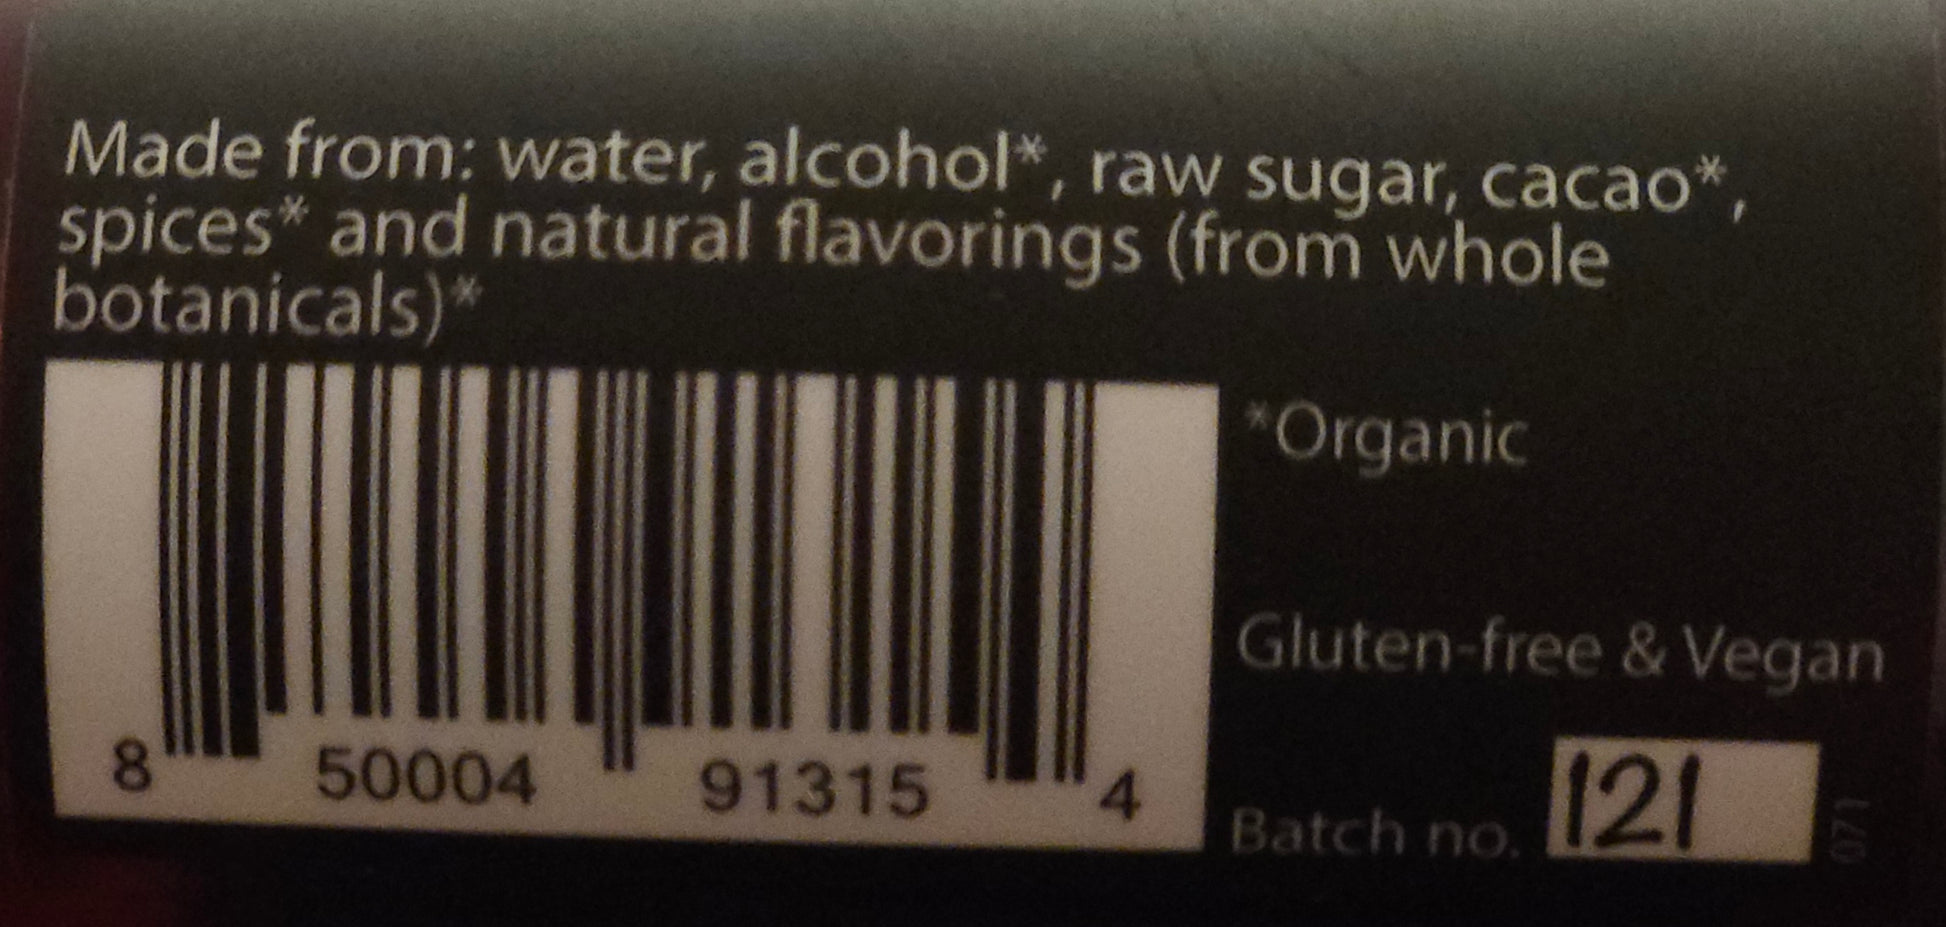 Made from: water, alcohol*, raw sugar, cacao*,
spices* and natural flavorings (from whole
botanicals)*
*Organic
Gluten-free & Vegan
8 50004 91315 4
Batch no. 121
071